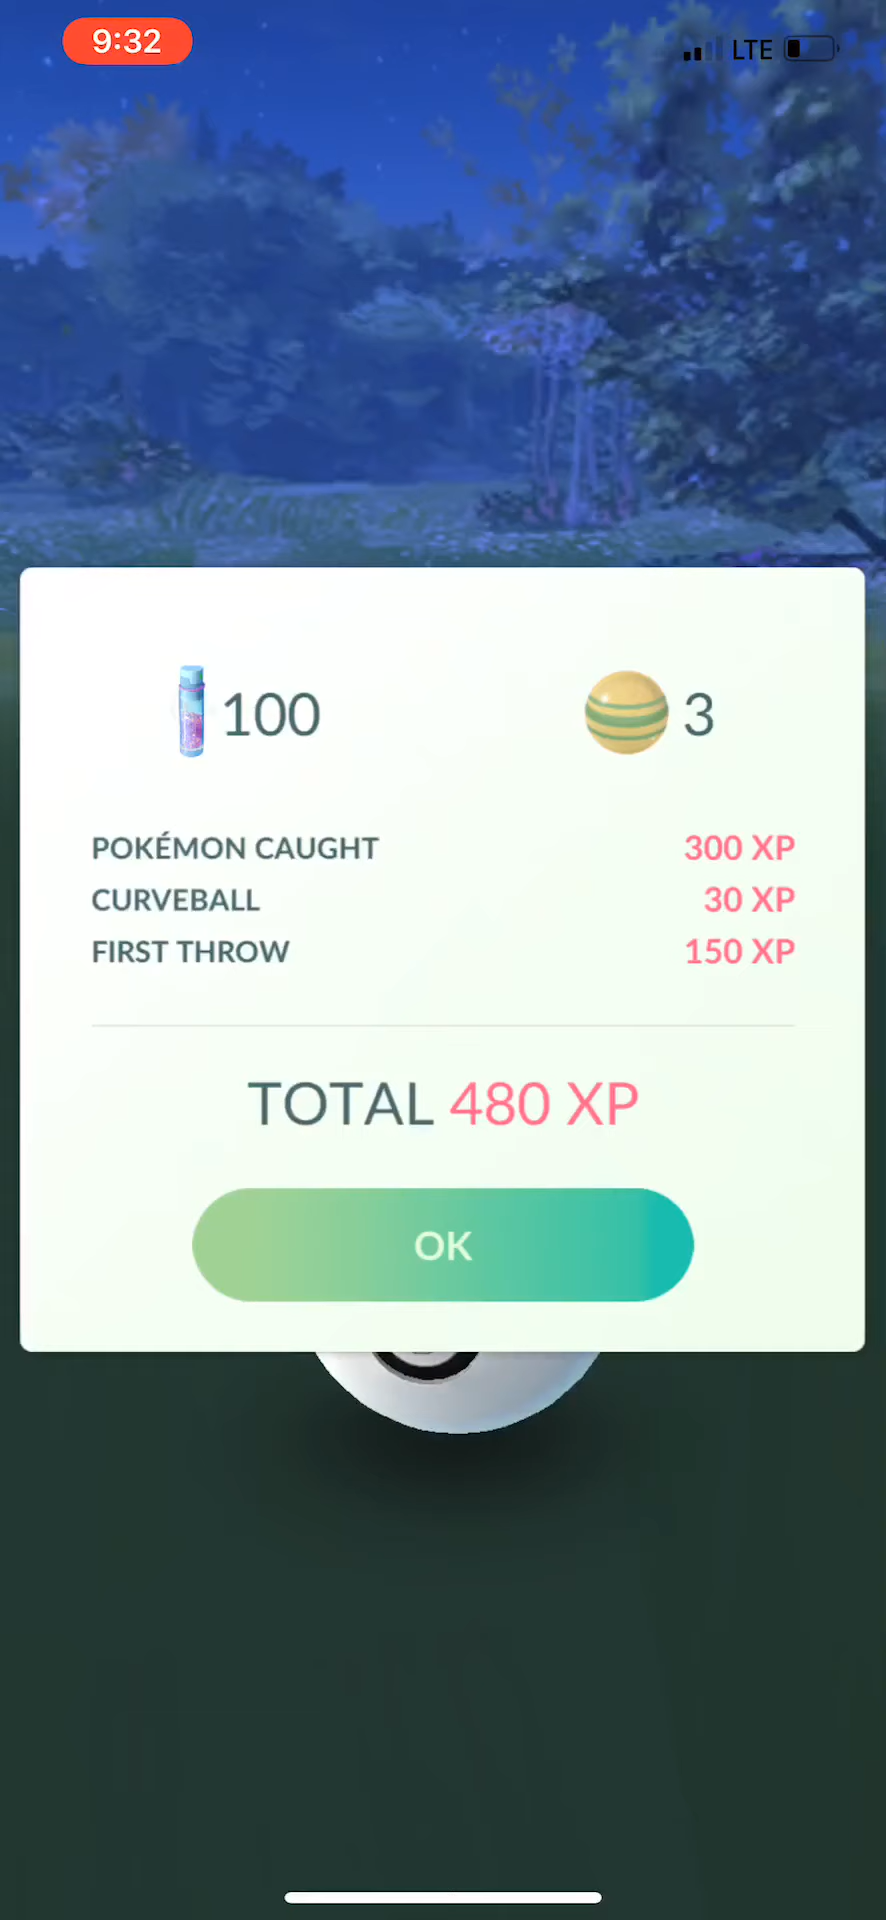 9:32
LTE
100
3
POKÉMON CAUGHT 300 XP
CURVEBALL 30 XP
FIRST THROW 150 XP
TOTAL 480 XP
OK